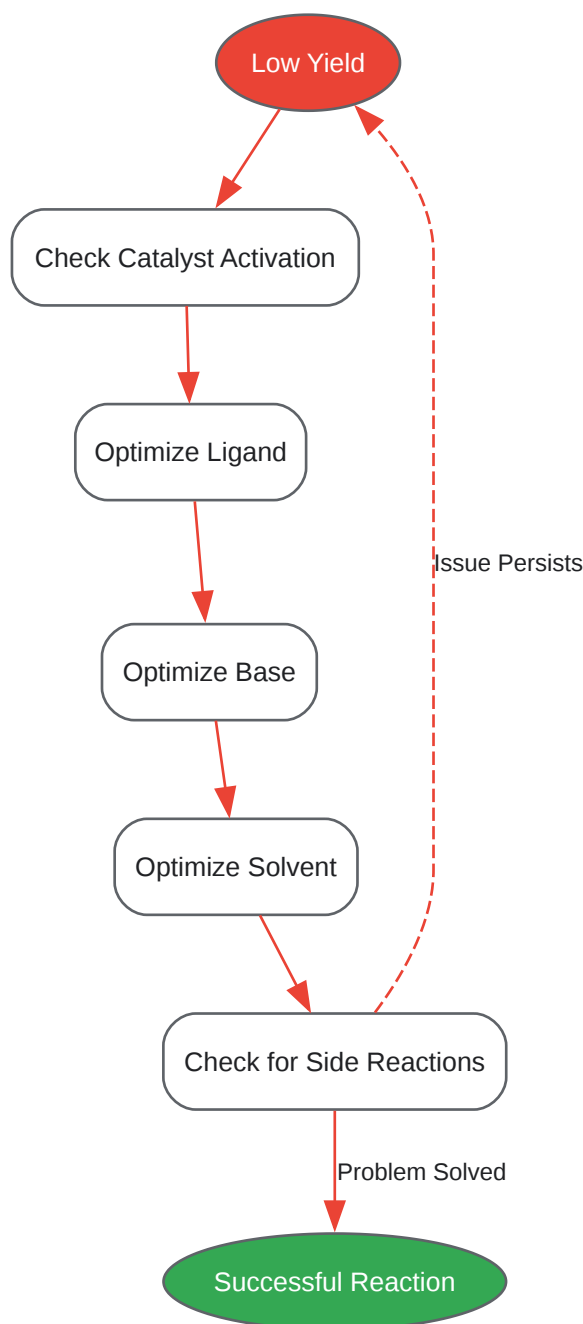 Low Yield
Check Catalyst Activation
Optimize Ligand
Issue Persists
Optimize Base
Optimize Solvent
Check for Side Reactions
Problem Solved
Successful Reaction